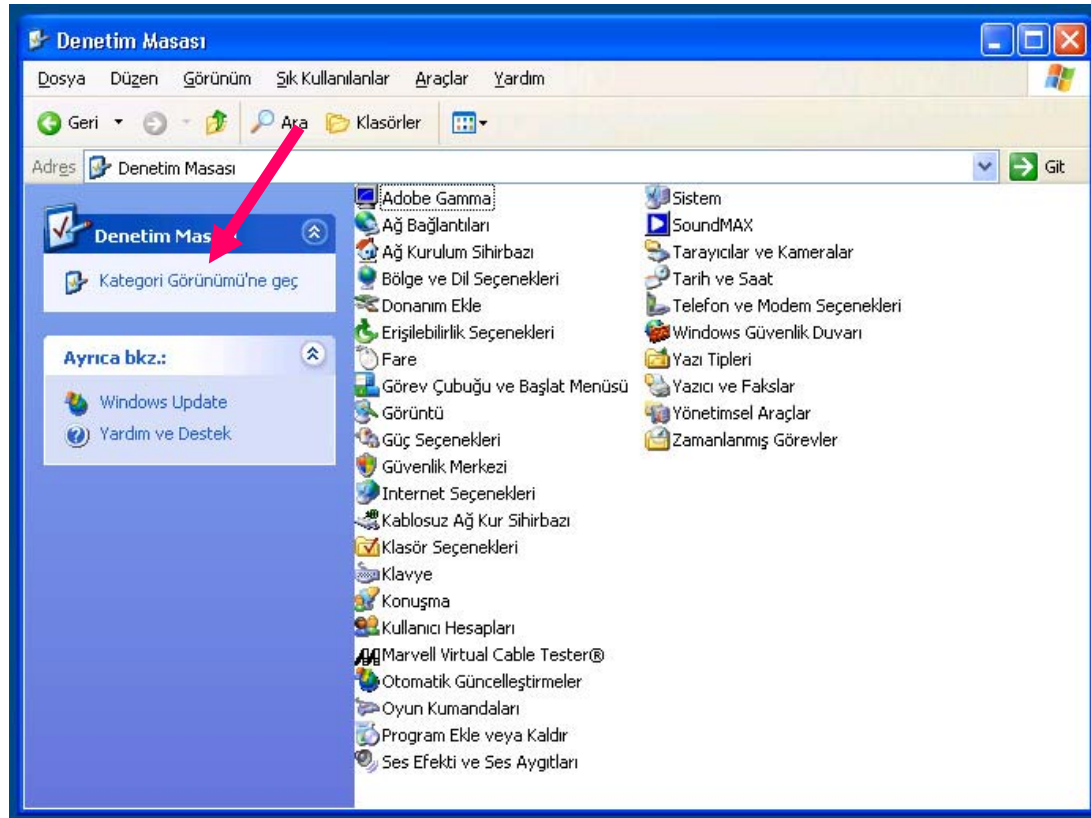 Denetim Masası
Dosya Düzen Görünüm Sık Kullanılanlar Araçlar Yardım
Geri Ara Klasörler
Adres Denetim Masası Git
Denetim Mas
Kategori Görünümü'ne geç
Ayrıca bkz.:
Windows Update
Yardım ve Destek
Adobe Gamma
Ağ Bağlantıları
Ağ Kurulum Sihirbazı
Bölge ve Dil Seçenekleri
Donanım Ekle
Erişilebilirlik Seçenekleri
Fare
Görev Çubuğu ve Başlat Menüsü
Görüntü
Güç Seçenekleri
Güvenlik Merkezi
Internet Seçenekleri
Kablosuz Ağ Kur Sihirbazı
Klasör Seçenekleri
Klavye
Konuşma
Kullanıcı Hesapları
Marvell Virtual Cable Tester®
Otomatik Güncelleştirmeler
Oyun Kumandaları
Program Ekle veya Kaldır
Ses Efekti ve Ses Aygıtları
Sistem
SoundMAX
Tarayıcılar ve Kameralar
Tarih ve Saat
Telefon ve Modem Seçenekleri
Windows Güvenlik Duvarı
Yazı Tipleri
Yazıcı ve Fakslar
Yönetimsel Araçlar
Zamanlanmış Görevler